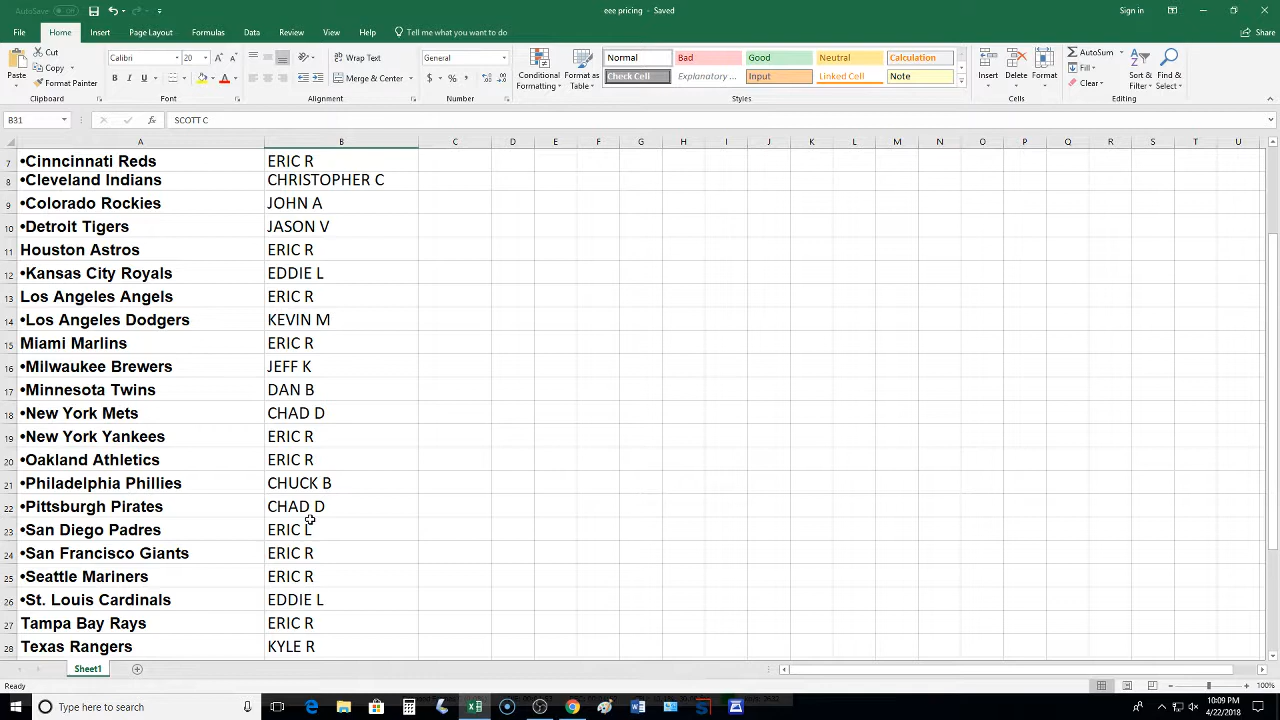 AutoSave
eee pricing - Saved
Sign in
File Home Insert Page Layout Formulas Data Review View Help Tell me what you want to do Share
Paste
Cut
Copy
Format Painter
Clipboard
Calibri 20
B I U
Font
Wrap Text
Merge & Center
Alignment
General
$ % ,
Number
Conditional Formatting
Format as Table
Normal Bad Good Neutral Calculation
Check Cell Explanatory ... Input Linked Cell Note
Styles
Insert Delete Format
Cells
AutoSum
Fill
Clear
Sort & Filter
Find & Select
Editing
B31 SCOTT C
A B C D E F G H I J K L M N O P Q R S T U
7 •Cinncinnati Reds ERIC R
8 •Cleveland Indians CHRISTOPHER C
9 •Colorado Rockies JOHN A
10 •Detroit Tigers JASON V
11 Houston Astros ERIC R
12 •Kansas City Royals EDDIE L
13 Los Angeles Angels ERIC R
14 •Los Angeles Dodgers KEVIN M
15 Miami Marlins ERIC R
16 •Milwaukee Brewers JEFF K
17 •Minnesota Twins DAN B
18 •New York Mets CHAD D
19 •New York Yankees ERIC R
20 •Oakland Athletics ERIC R
21 •Philadelphia Phillies CHUCK B
22 •Pittsburgh Pirates CHAD D
23 •San Diego Padres ERIC L
24 •San Francisco Giants ERIC R
25 •Seattle Mariners ERIC R
26 •St. Louis Cardinals EDDIE L
27 Tampa Bay Rays ERIC R
28 Texas Rangers KYLE R
Sheet1
Ready
100%
Type here to search
10:09 PM
4/22/2018